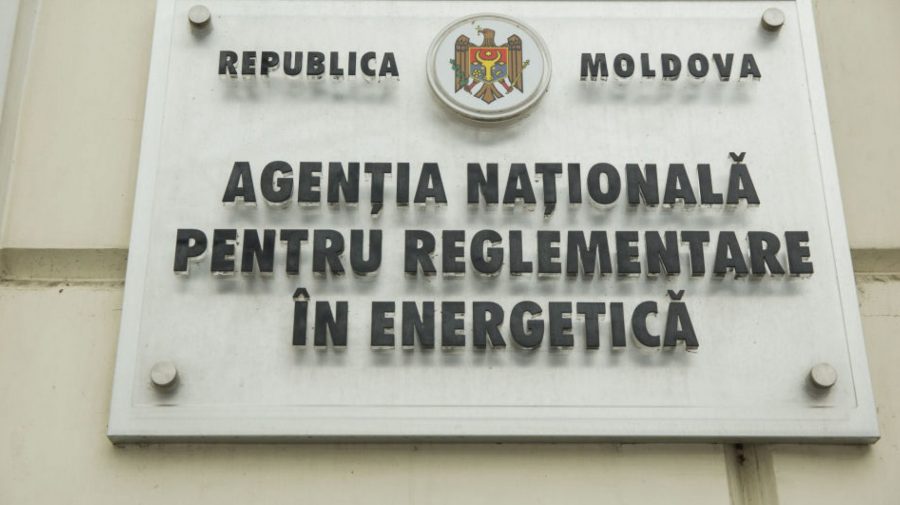 REPUBLICA MOLDOVA
AGENȚIA NAȚIONALĂ
PENTRU REGLEMENTARE
ÎN ENERGETICĂ